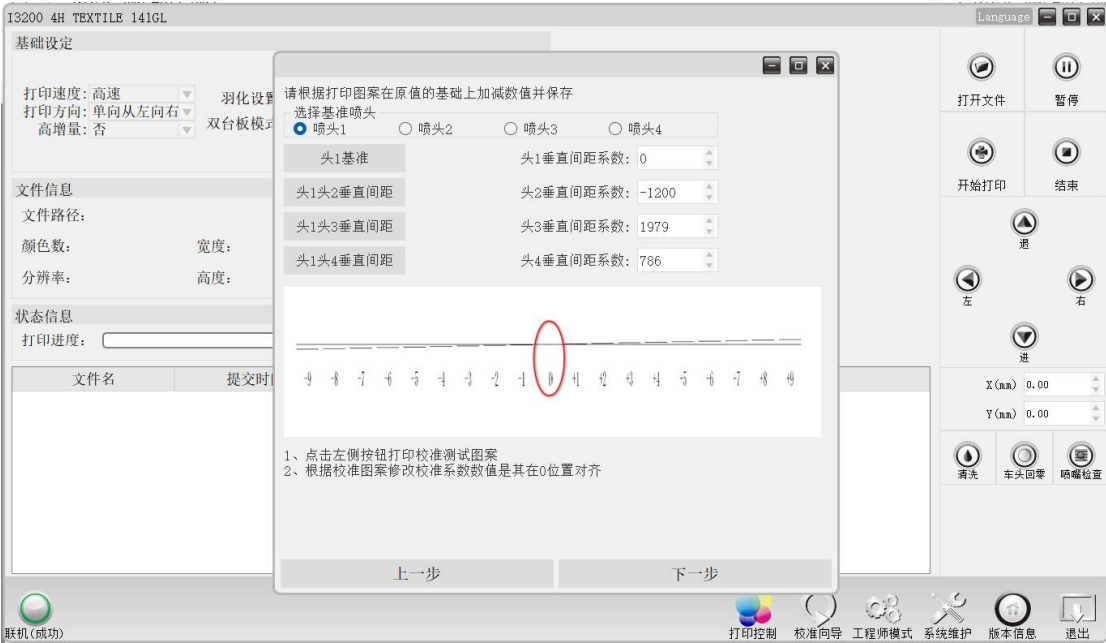 I3200 4H TEXTILE 141GL
Language
基础设定
打印速度: 高速
羽化设置
打印方向: 单向从左向右
双台板模式
高增量: 否
文件信息
文件路径:
颜色数:
宽度:
分辨率:
高度:
状态信息
打印进度:
文件名
提交时
请根据打印图案在原值的基础上加减数值并保存
选择基准喷头
喷头1 喷头2 喷头3 喷头4
头1基准
头1垂直间距系数: 0
头1头2垂直间距
头2垂直间距系数: -1200
头1头3垂直间距
头3垂直间距系数: 1979
头1头4垂直间距
头4垂直间距系数: 786
-9 -8 -7 -6 -5 -4 -3 -2 -1 0 +1 +2 +3 +4 -5 -6 -7 +8 +9
1、点击左侧按钮打印校准测试图案
2、根据校准图案修改校准系数数值是其在0位置对齐
上一步
下一步
打开文件
暂停
开始打印
结束
退
左
右
进
X(mm) 0.00
Y(mm) 0.00
清洗
车头回零
喷嘴检查
联机(成功)
打印控制
校准向导
工程师模式
系统维护
版本信息
退出